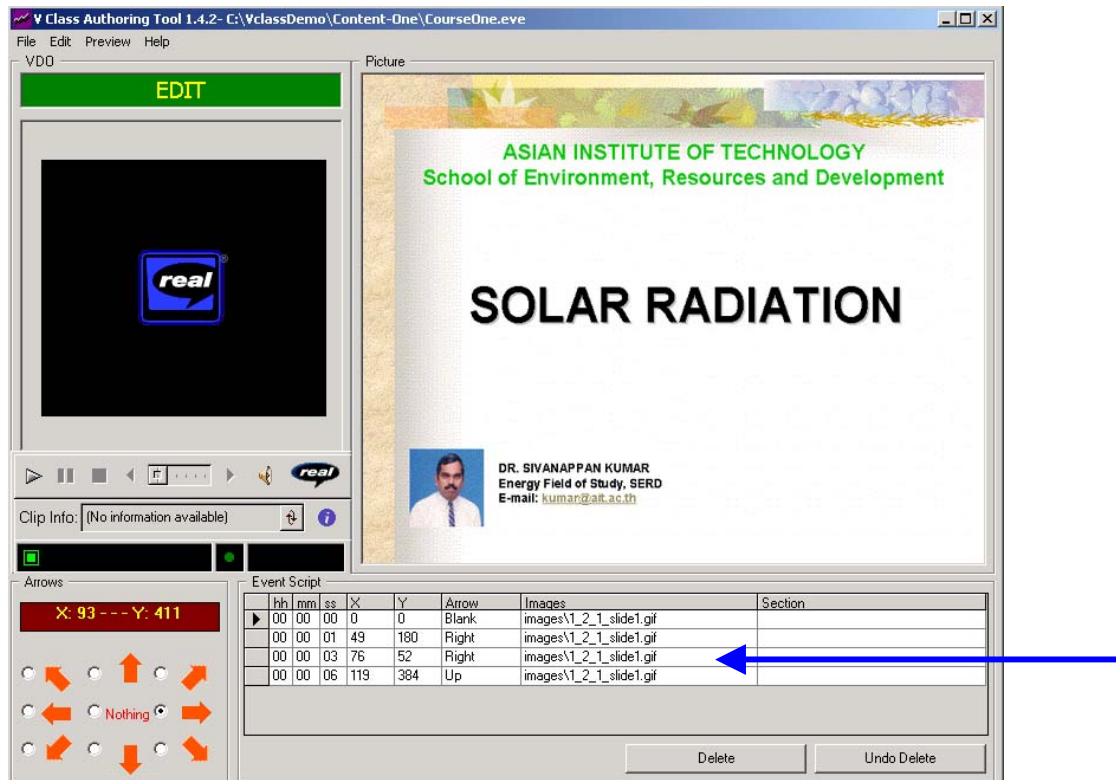 V Class Authoring Tool 1.4.2- C:\VclassDemo\Content-One\CourseOne.eve
File Edit Preview Help
VDO
EDIT
real
real
Clip Info: (No information available)
Picture
ASIAN INSTITUTE OF TECHNOLOGY
School of Environment, Resources and Development
SOLAR RADIATION
DR. SIVANAPPAN KUMAR
Energy Field of Study, SERD
E-mail: kumar@ait.ac.th
Arrows
X: 93 - - - Y: 411
Nothing
Event Script
hh mm ss X Y Arrow Images Section
00 00 00 0 0 Blank images\1_2_1_slide1.gif
00 00 01 49 180 Right images\1_2_1_slide1.gif
00 00 03 76 52 Right images\1_2_1_slide1.gif
00 00 06 119 384 Up images\1_2_1_slide1.gif
Delete Undo Delete